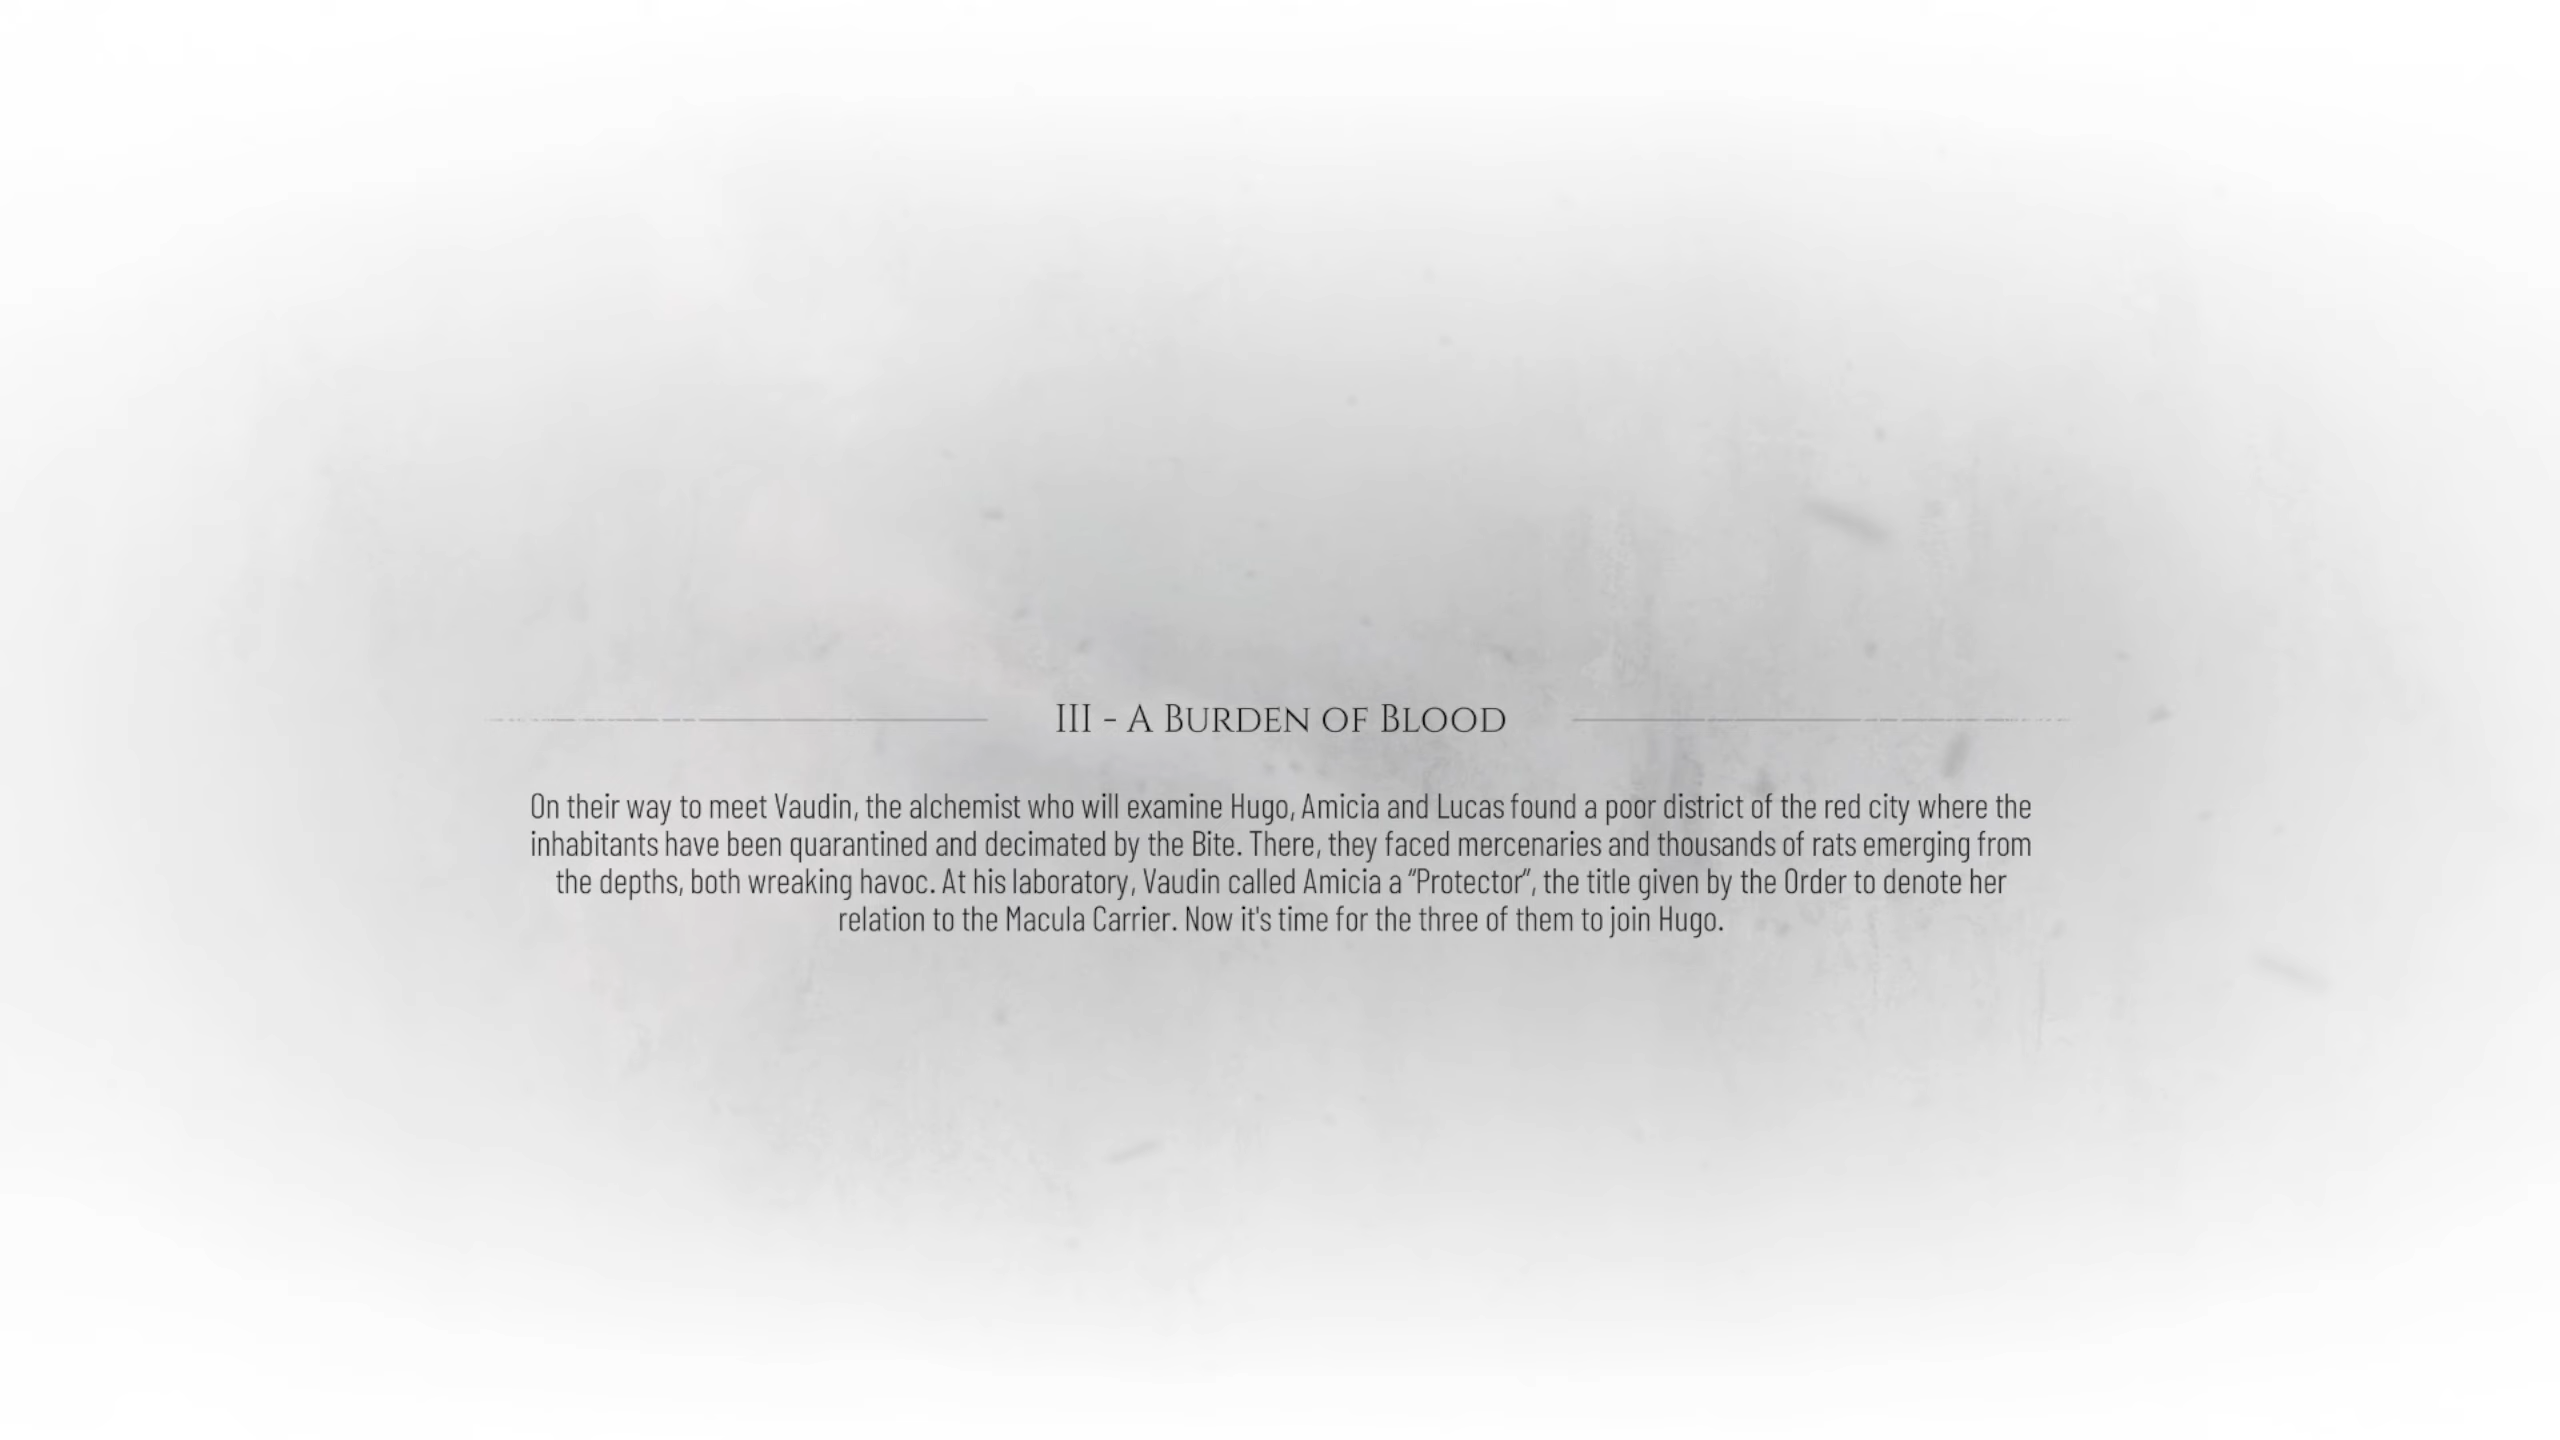 III - A Burden of Blood
On their way to meet Vaudin, the alchemist who will examine Hugo, Amicia and Lucas found a poor district of the red city where the
inhabitants have been quarantined and decimated by the Bite. There, they faced mercenaries and thousands of rats emerging from
the depths, both wreaking havoc. At his laboratory, Vaudin called Amicia a “Protector”, the title given by the Order to denote her
relation to the Macula Carrier. Now it's time for the three of them to join Hugo.